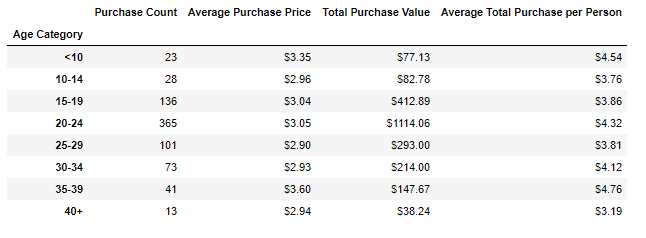 Purchase Count Average Purchase Price Total Purchase Value Average Total Purchase per Person
Age Category
<10 23 $3.35 $77.13 $4.54
10-14 28 $2.96 $82.78 $3.76
15-19 136 $3.04 $412.89 $3.86
20-24 365 $3.05 $1114.06 $4.32
25-29 101 $2.90 $293.00 $3.81
30-34 73 $2.93 $214.00 $4.12
35-39 41 $3.60 $147.67 $4.76
40+ 13 $2.94 $38.24 $3.19